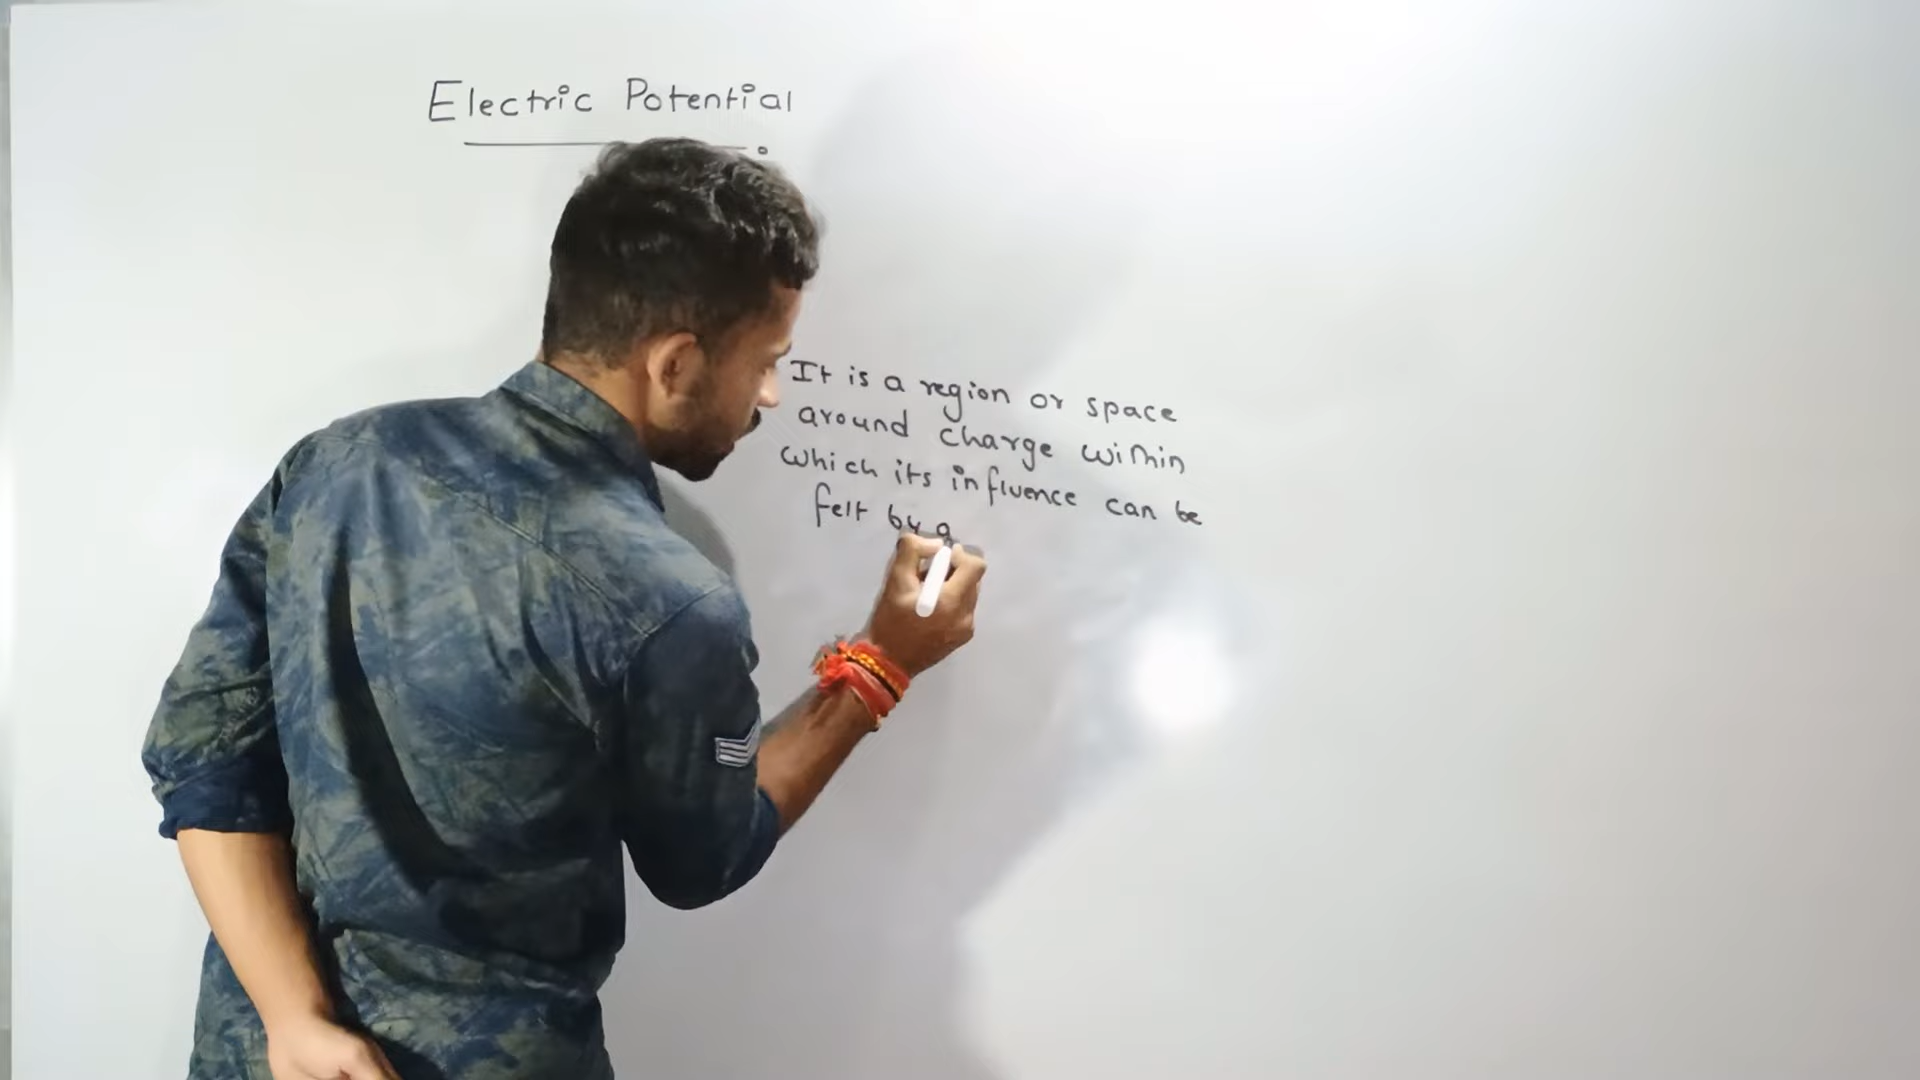 Electric Potential
It is a region or space
around charge within
which its influence can be
felt by a